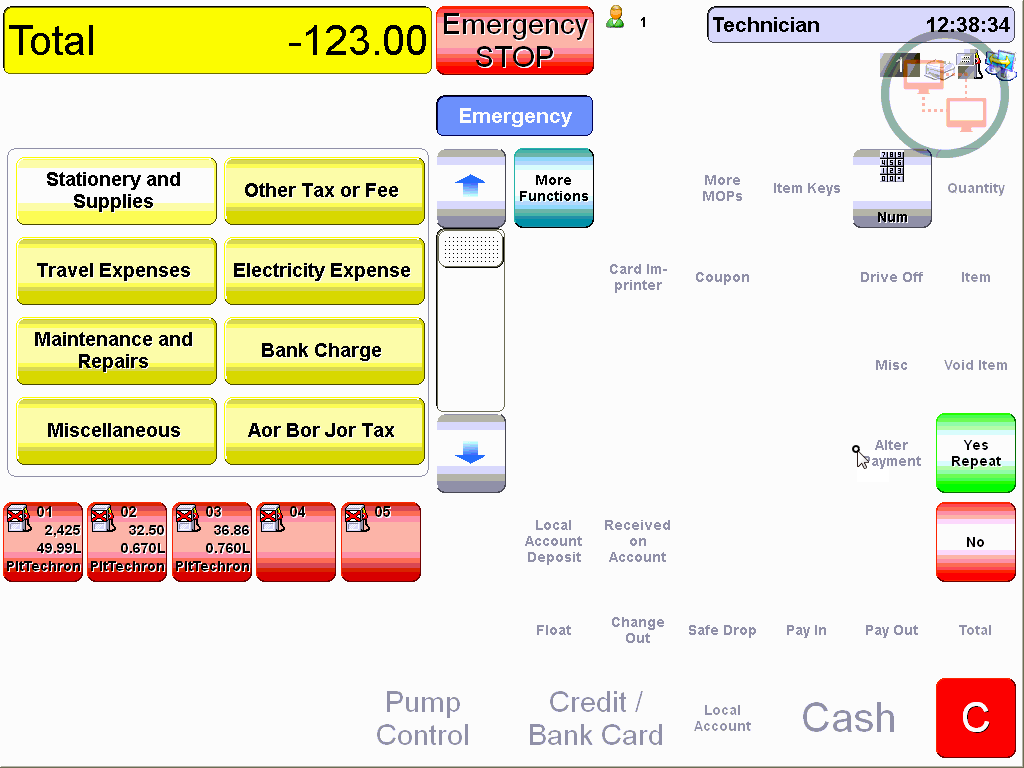 Total -123.00
Emergency
STOP
1
Technician 12:38:34
1
Emergency
Stationery and
Supplies
Other Tax or Fee
More
Functions
More
MOPs
Item Keys
Num
Quantity
Travel Expenses
Electricity Expense
Card Im-
printer
Coupon
Drive Off
Item
Maintenance and
Repairs
Bank Charge
Misc
Void Item
Miscellaneous
Aor Bor Jor Tax
Alter
Payment
Yes
Repeat
01
2,425
49.99L
PltTechron
02
32.50
0.670L
PltTechron
03
36.86
0.760L
PltTechron
04
05
Local
Account
Deposit
Received
on
Account
No
Float
Change
Out
Safe Drop
Pay In
Pay Out
Total
Pump
Control
Credit /
Bank Card
Local
Account
Cash
C